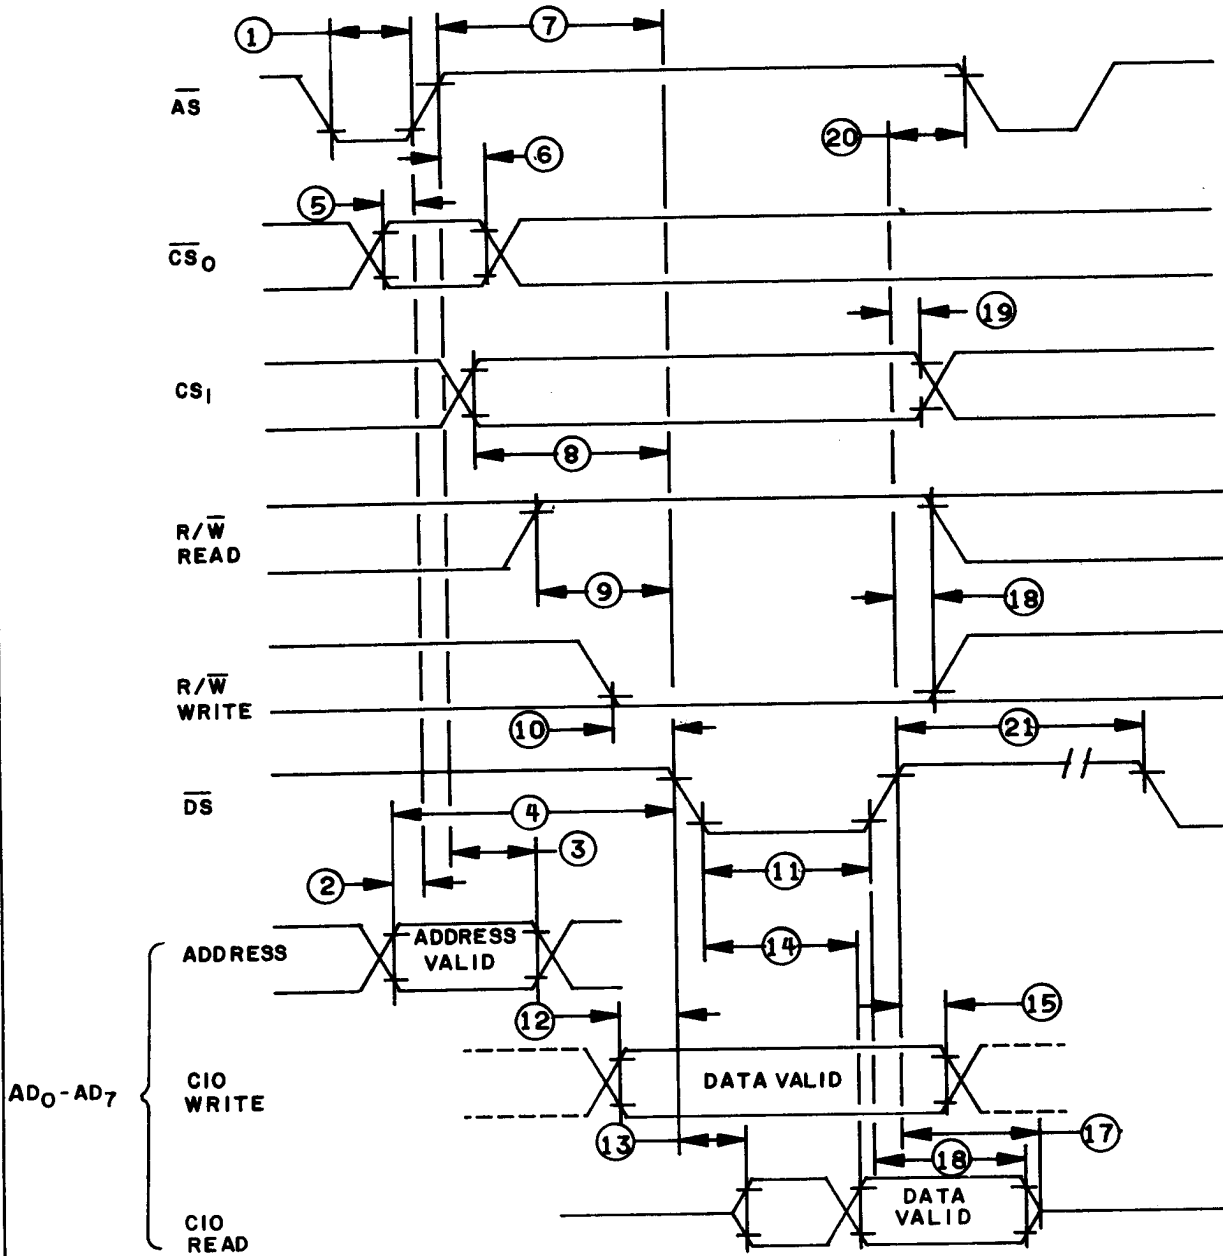 1
7
AS
20
6
5
CS0
19
CS1
8
R/W
READ
9
18
R/W
WRITE
10
21
DS
4
3
11
2
ADDRESS
ADDRESS
VALID
14
12
15
AD0-AD7
CIO
WRITE
DATA VALID
13
17
18
CIO
READ
DATA
VALID